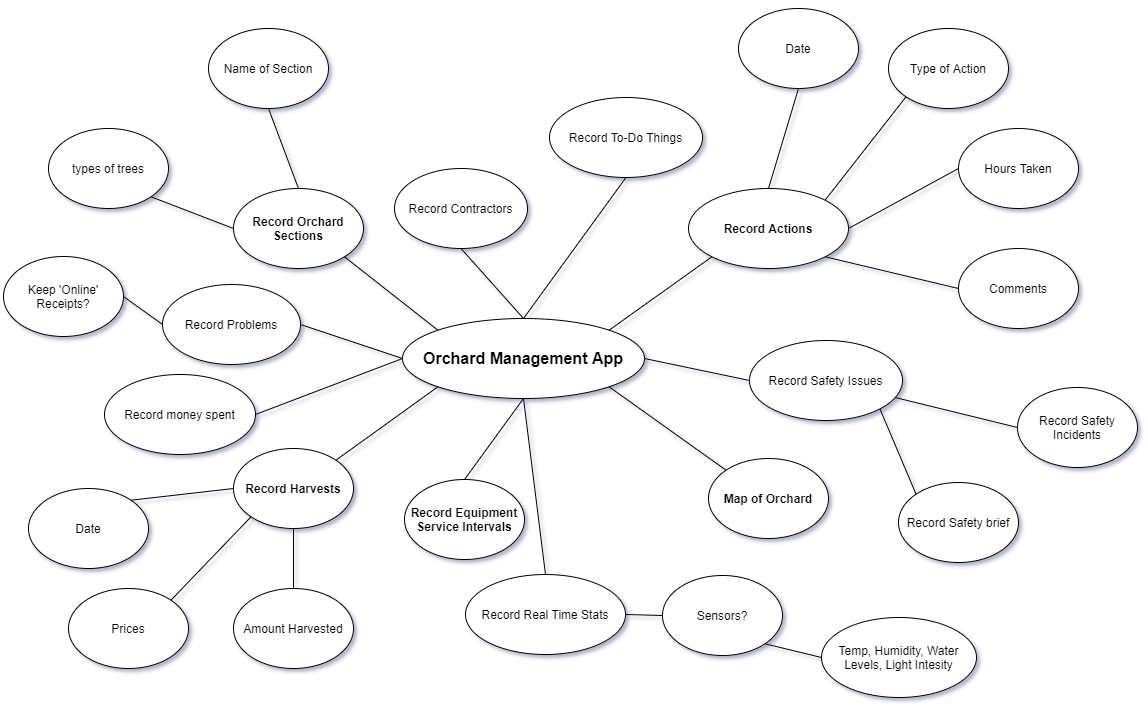 Date
Name of Section
Type of Action
Record To-Do Things
types of trees
Hours Taken
Record Contractors
Record Orchard
Sections
Record Actions
Keep 'Online'
Receipts?
Comments
Record Problems
Orchard Management App
Record Safety Issues
Record money spent
Record Safety
Incidents
Record Harvests
Map of Orchard
Record Equipment
Service Intervals
Record Safety brief
Date
Record Real Time Stats
Sensors?
Prices
Amount Harvested
Temp, Humidity, Water
Levels, Light Intesity